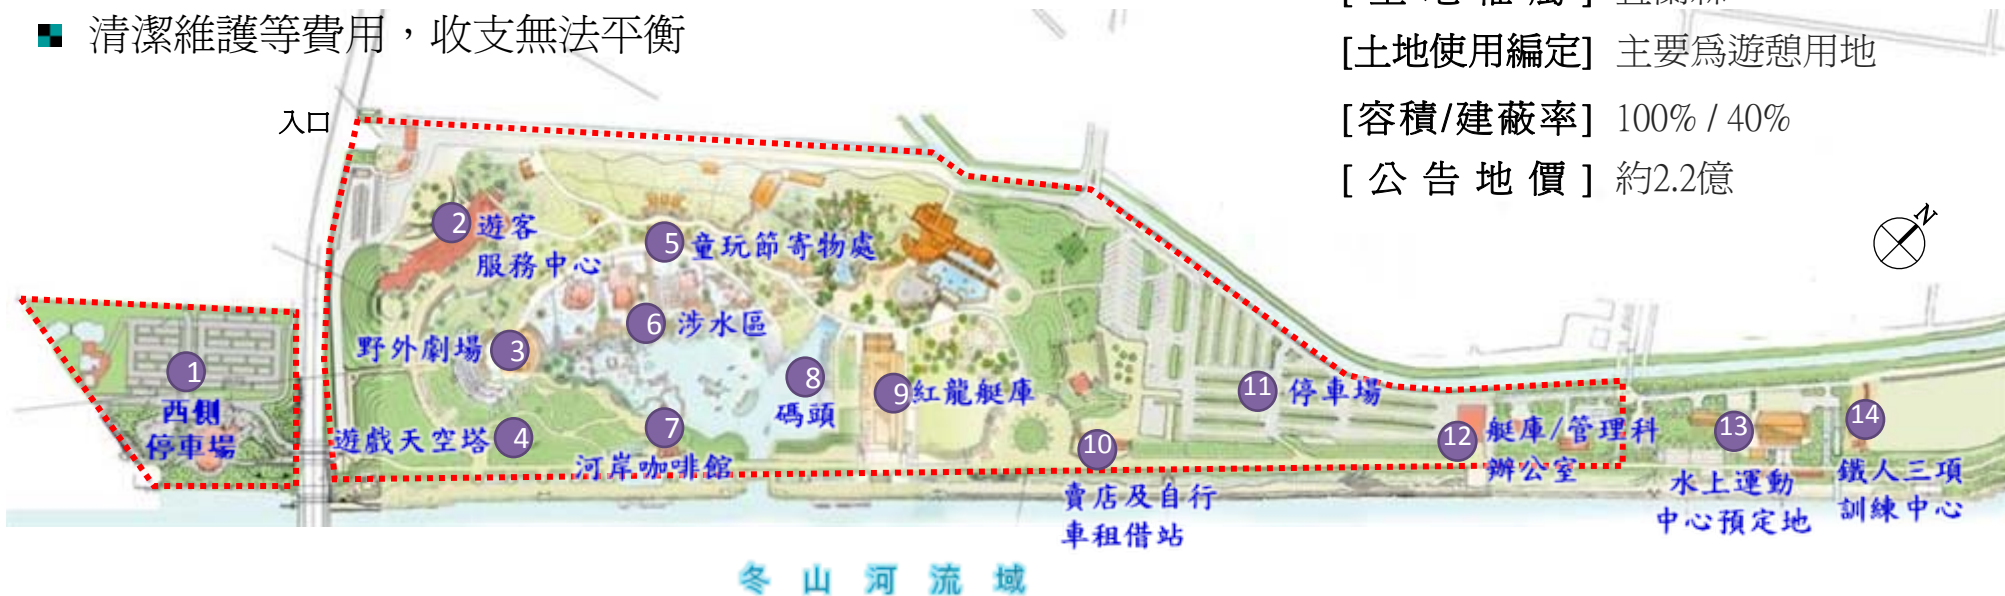 清潔維護等費用，收支無法平衡
[土地使用編定] 主要為遊憩用地
[容積/建蔽率] 100% / 40%
[公告地價] 約2.2億
入口
N
2 遊客
服務中心
5 童玩節寄物處
6 涉水區
野外劇場 3
1
西側
停車場
遊戲天空塔 4
7
河岸咖啡館
8
碼頭
9 紅龍艇庫
10
賣店及自行
車租借站
11 停車場
12 艇庫/管理科
辦公室
13
水上運動
中心預定地
14
鐵人三項
訓練中心
冬山河流域